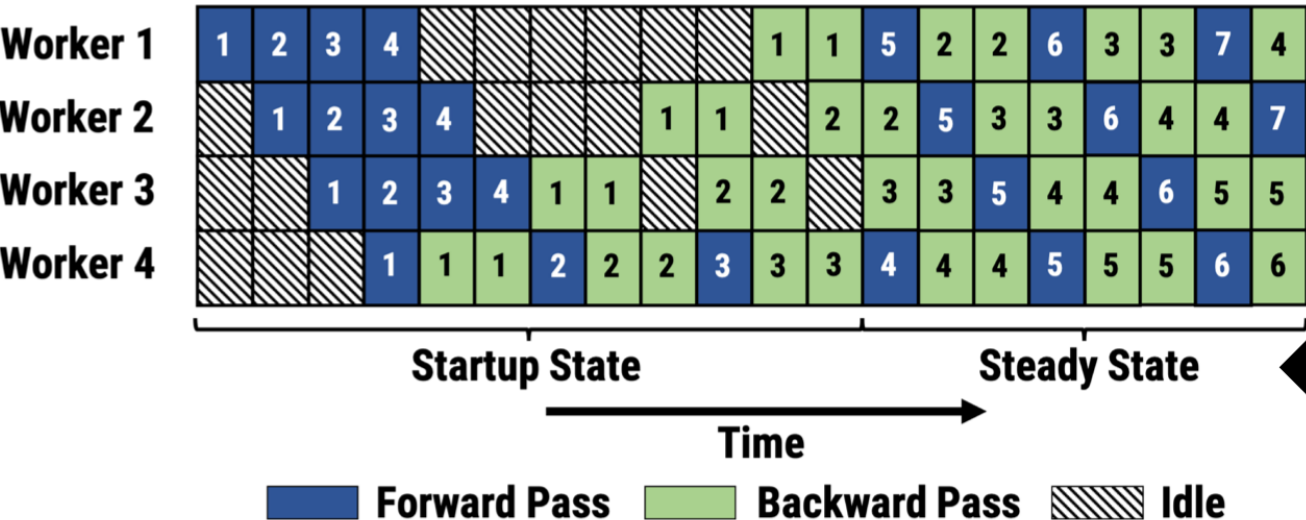 Worker 1 1 2 3 4 1 1 5 2 2 6 3 3 7 4
Worker 2 1 2 3 4 1 1 2 2 5 3 3 6 4 4 7
Worker 3 1 2 3 4 1 1 2 2 3 3 5 4 4 6 5 5
Worker 4 1 1 1 2 2 2 3 3 3 4 4 4 5 5 5 6 6
Startup State Steady State
Time
Forward Pass Backward Pass Idle